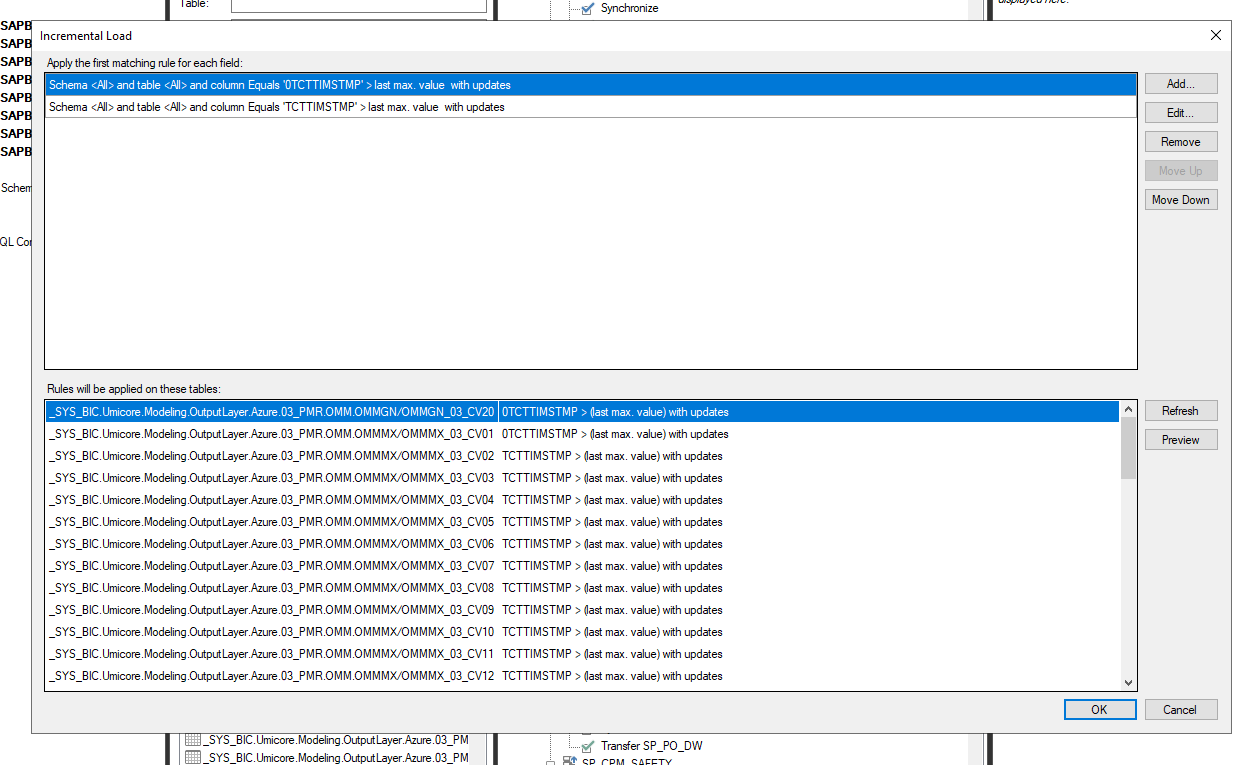 Table:
Synchronize
displayed here.
SAPB
SAPB
SAPB
SAPB
SAPB
SAPB
SAPB
SAPB
Schem
QL Cor
Incremental Load
Apply the first matching rule for each field:
Schema <All> and table <All> and column Equals '0TCTTIMSTMP' > last max. value with updates
Schema <All> and table <All> and column Equals 'TCTTIMSTMP' > last max. value with updates
Add...
Edit...
Remove
Move Up
Move Down
Rules will be applied on these tables:
_SYS_BIC.Umicore.Modeling.OutputLayer.Azure.03_PMR.OMM.OMMGN/OMMGN_03_CV20 0TCTTIMSTMP > (last max. value) with updates
_SYS_BIC.Umicore.Modeling.OutputLayer.Azure.03_PMR.OMM.OMMMX/OMMMX_03_CV01 0TCTTIMSTMP > (last max. value) with updates
_SYS_BIC.Umicore.Modeling.OutputLayer.Azure.03_PMR.OMM.OMMMX/OMMMX_03_CV02 TCTTIMSTMP > (last max. value) with updates
_SYS_BIC.Umicore.Modeling.OutputLayer.Azure.03_PMR.OMM.OMMMX/OMMMX_03_CV03 TCTTIMSTMP > (last max. value) with updates
_SYS_BIC.Umicore.Modeling.OutputLayer.Azure.03_PMR.OMM.OMMMX/OMMMX_03_CV04 TCTTIMSTMP > (last max. value) with updates
_SYS_BIC.Umicore.Modeling.OutputLayer.Azure.03_PMR.OMM.OMMMX/OMMMX_03_CV05 TCTTIMSTMP > (last max. value) with updates
_SYS_BIC.Umicore.Modeling.OutputLayer.Azure.03_PMR.OMM.OMMMX/OMMMX_03_CV06 TCTTIMSTMP > (last max. value) with updates
_SYS_BIC.Umicore.Modeling.OutputLayer.Azure.03_PMR.OMM.OMMMX/OMMMX_03_CV07 TCTTIMSTMP > (last max. value) with updates
_SYS_BIC.Umicore.Modeling.OutputLayer.Azure.03_PMR.OMM.OMMMX/OMMMX_03_CV08 TCTTIMSTMP > (last max. value) with updates
_SYS_BIC.Umicore.Modeling.OutputLayer.Azure.03_PMR.OMM.OMMMX/OMMMX_03_CV09 TCTTIMSTMP > (last max. value) with updates
_SYS_BIC.Umicore.Modeling.OutputLayer.Azure.03_PMR.OMM.OMMMX/OMMMX_03_CV10 TCTTIMSTMP > (last max. value) with updates
_SYS_BIC.Umicore.Modeling.OutputLayer.Azure.03_PMR.OMM.OMMMX/OMMMX_03_CV11 TCTTIMSTMP > (last max. value) with updates
_SYS_BIC.Umicore.Modeling.OutputLayer.Azure.03_PMR.OMM.OMMMX/OMMMX_03_CV12 TCTTIMSTMP > (last max. value) with updates
Refresh
Preview
OK
Cancel
_SYS_BIC.Umicore.Modeling.OutputLayer.Azure.03_PM
_SYS_BIC.Umicore.Modeling.OutputLayer.Azure.03_PM
Transfer SP_PO_DW
SP_CPM_SAFETY